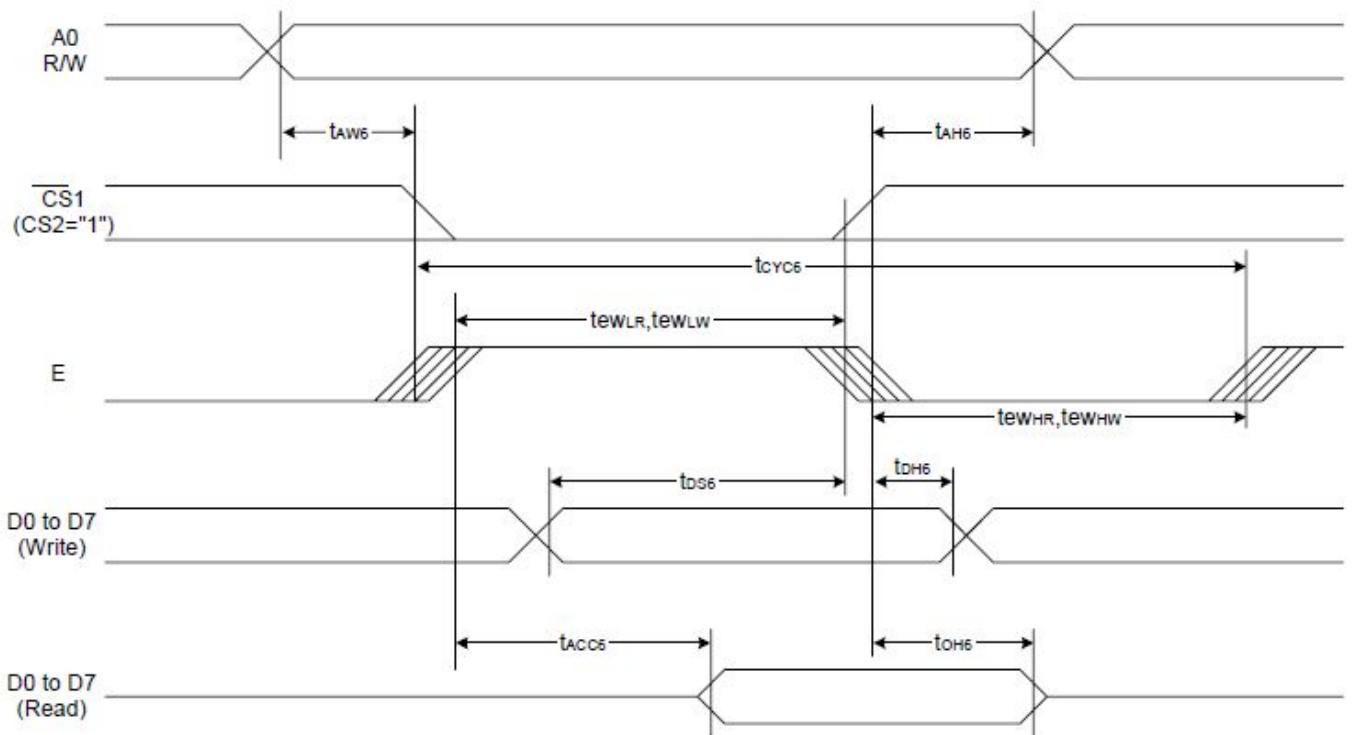 A0
R/W
tAW6
tAH6
CS1
(CS2="1")
tCYC6
tewLR,tewLW
E
tewHR,tewHW
tDS6
tDH6
D0 to D7
(Write)
tACC6
tOH6
D0 to D7
(Read)